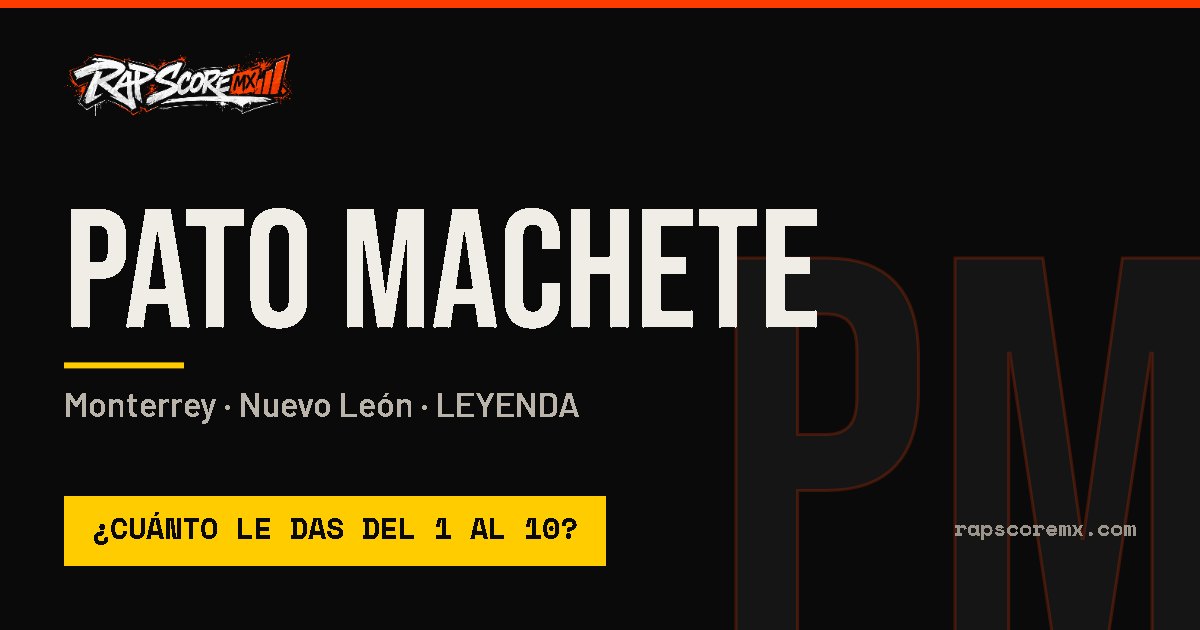 RAP SCORE MX
PATO MACHETE
Monterrey · Nuevo León · LEYENDA
¿CUÁNTO LE DAS DEL 1 AL 10?
rapscoremx.com
PM